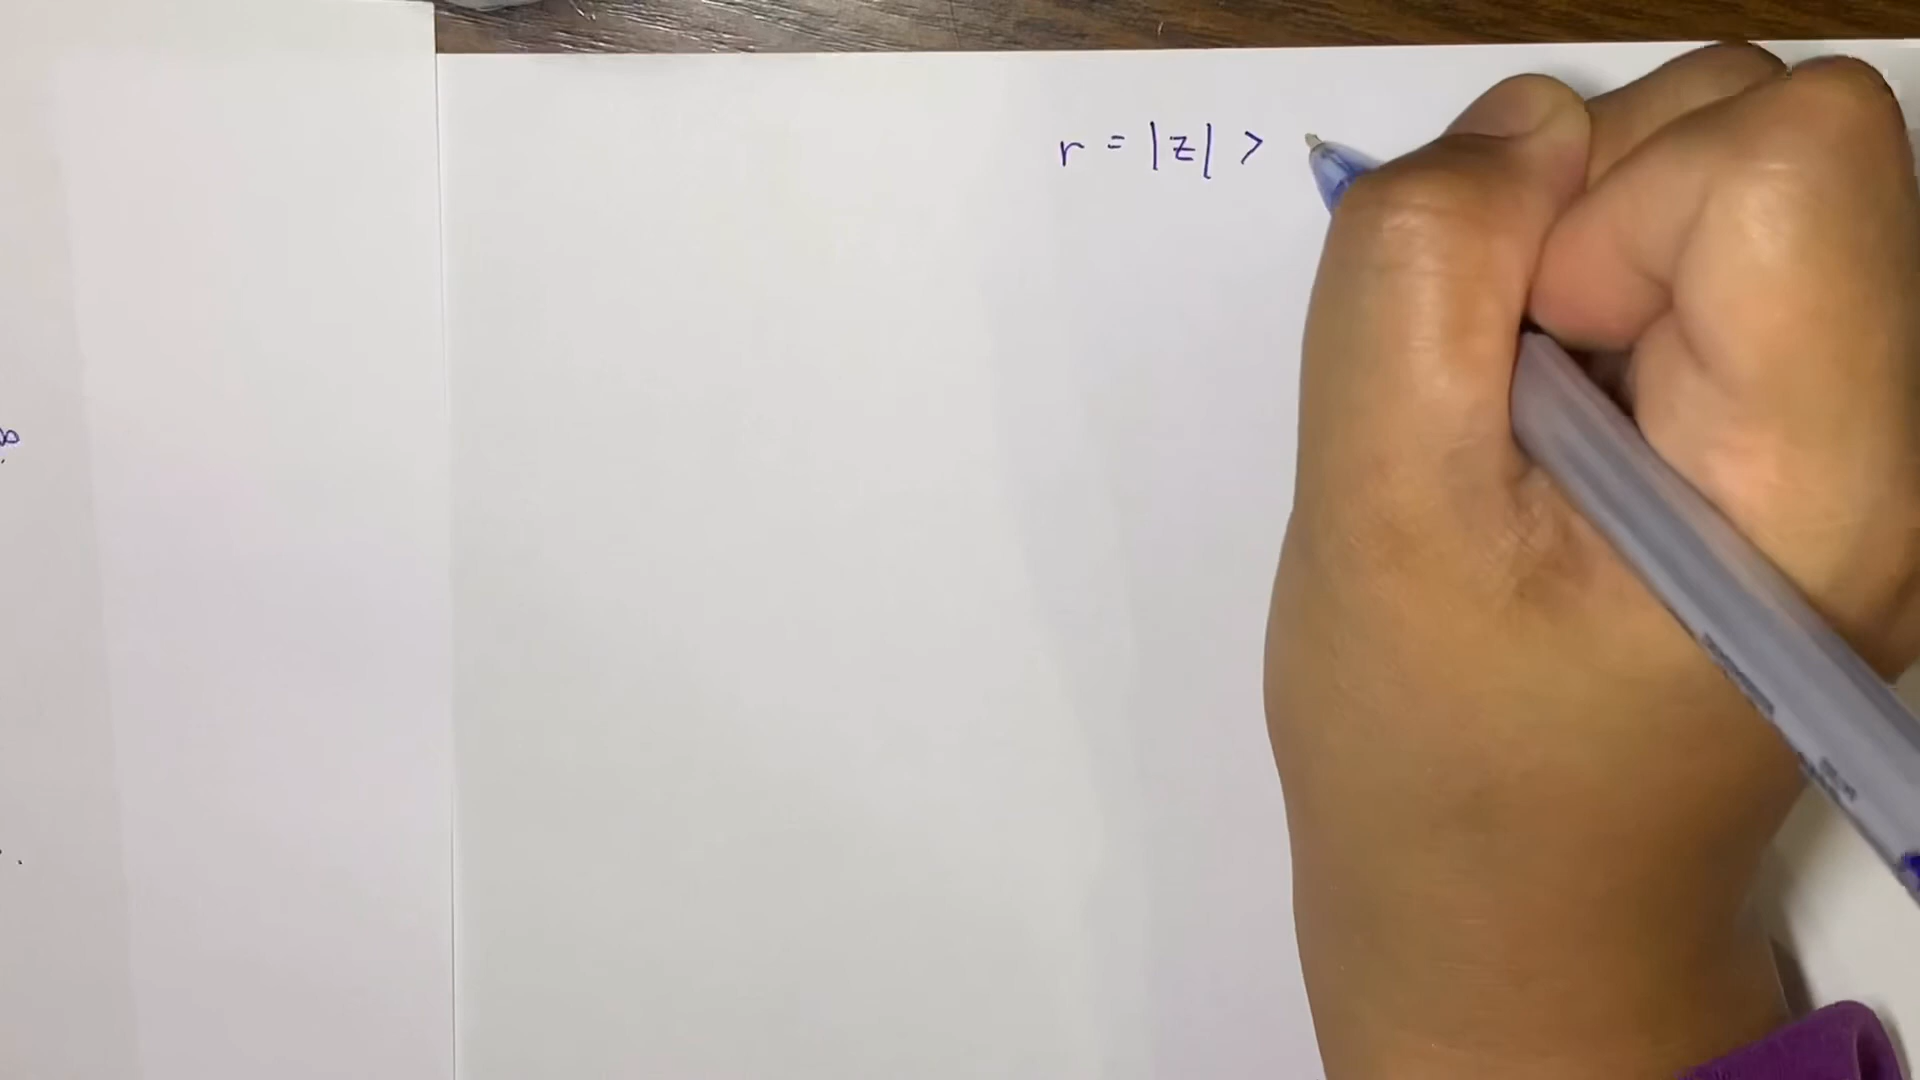 r = |z| >